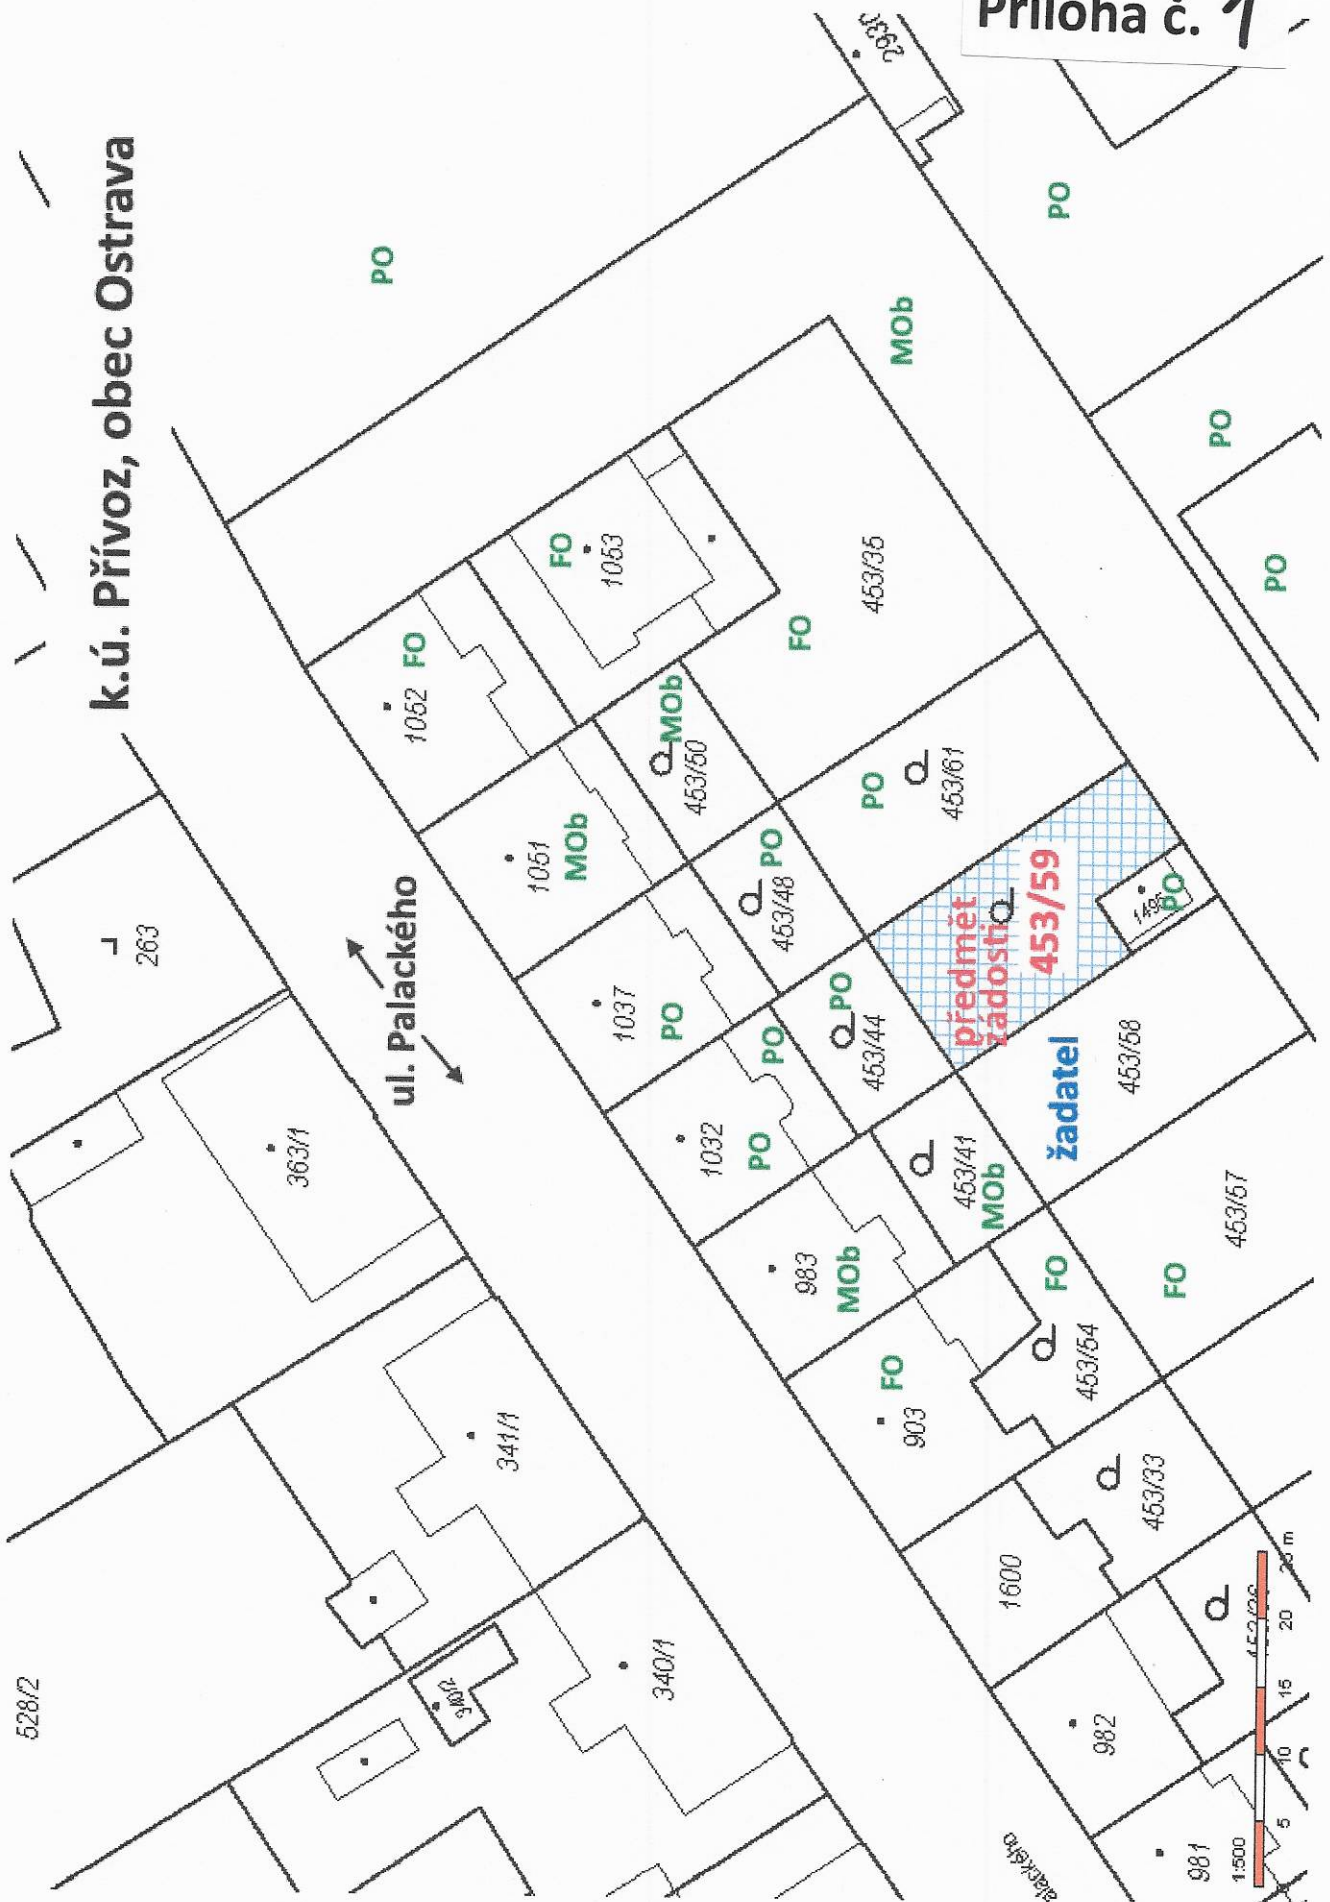 Příloha č. 1
k.ú. Přívoz, obec Ostrava
PO
PO
MOb
PO
PO
FO
1053
453/35
FO
1052
FO
MOb
453/50
1051
MOb
PO
453/61
263
PO
453/48
předmět
žádosti
453/59
PO
ul. Palackého
1037
PO
PO
453/44
PO
žadatel
453/58
363/1
1032
PO
453/41
MOb
983
MOb
FO
453/57
FO
903
FO
453/54
341/1
453/33
1600
528/2
340/2
340/1
982
981
1:500
5
10
15
20